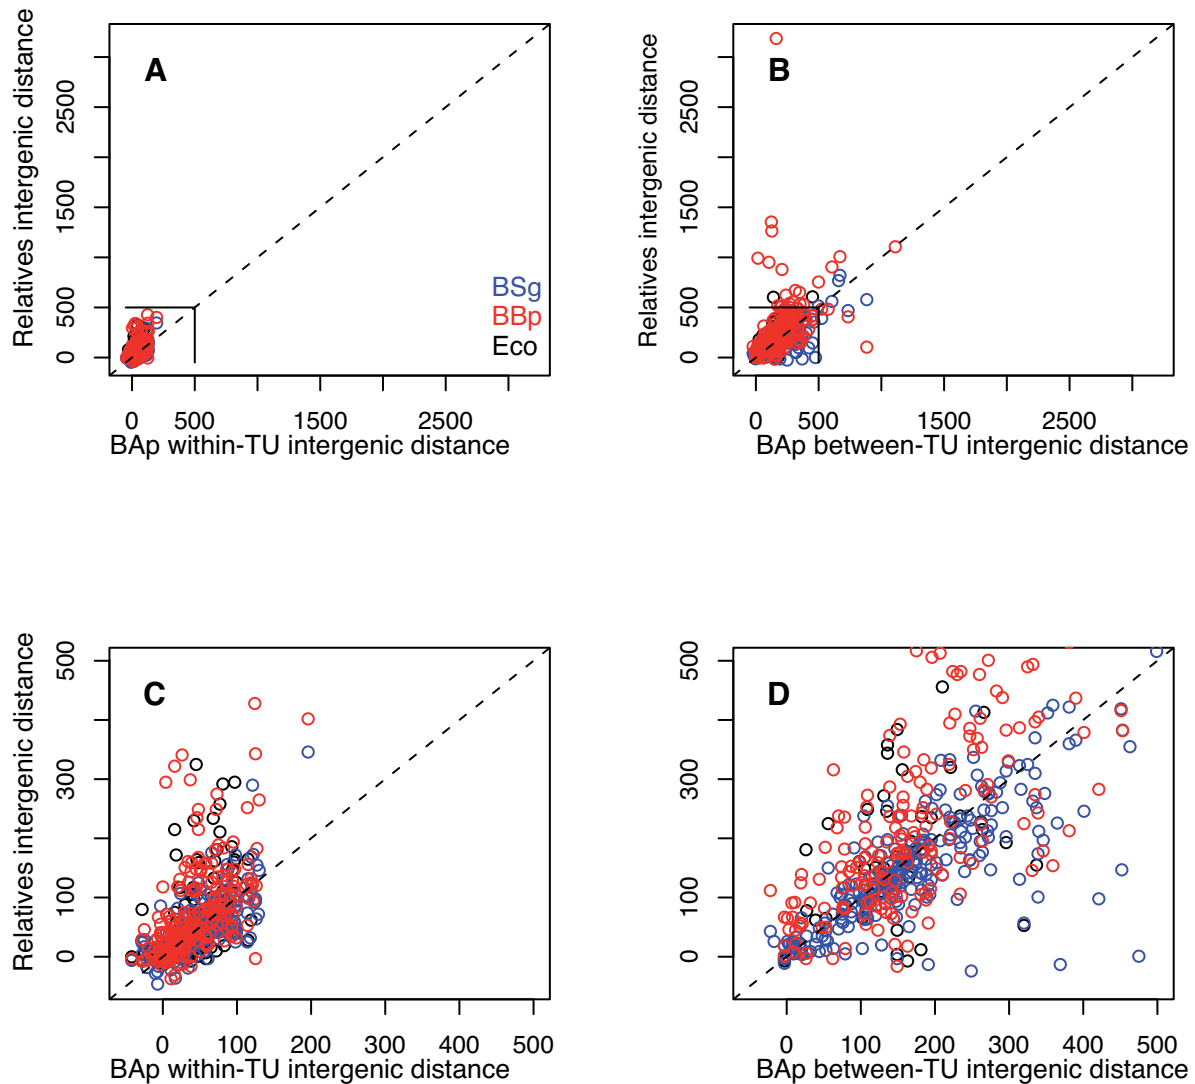 Relatives intergenic distance
2500
1500
500
0
A
BSg
BBp
Eco
0 500 1500 2500
BAp within-TU intergenic distance
Relatives intergenic distance
2500
1500
500
0
B
0 500 1500 2500
BAp between-TU intergenic distance
Relatives intergenic distance
500
300
100
0
C
0 100 200 300 400 500
BAp within-TU intergenic distance
Relatives intergenic distance
500
300
100
0
D
0 100 200 300 400 500
BAp between-TU intergenic distance